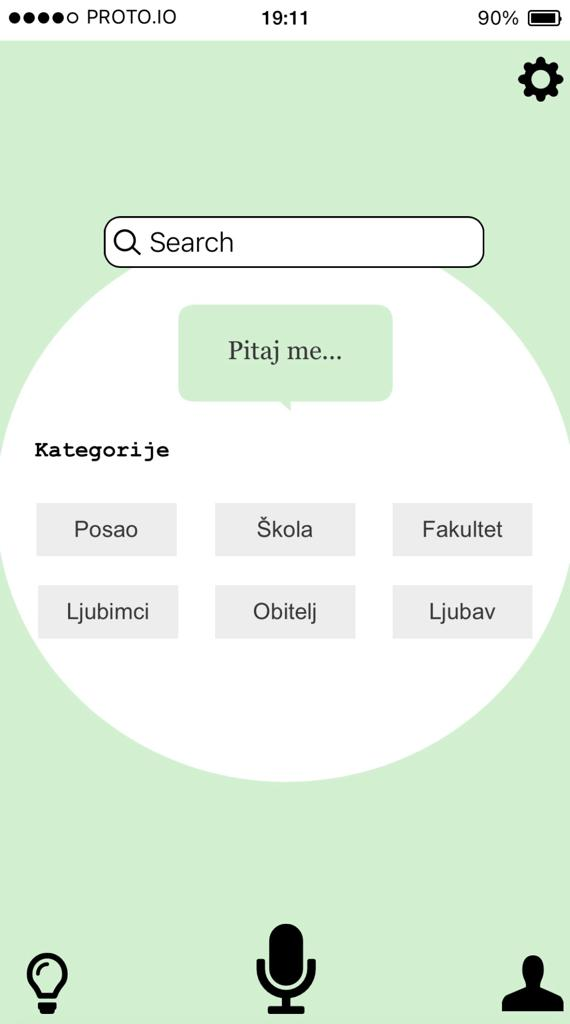 PROTO.IO 19:11 90%
Search
Pitaj me...
Kategorije
Posao Škola Fakultet
Ljubimci Obitelj Ljubav